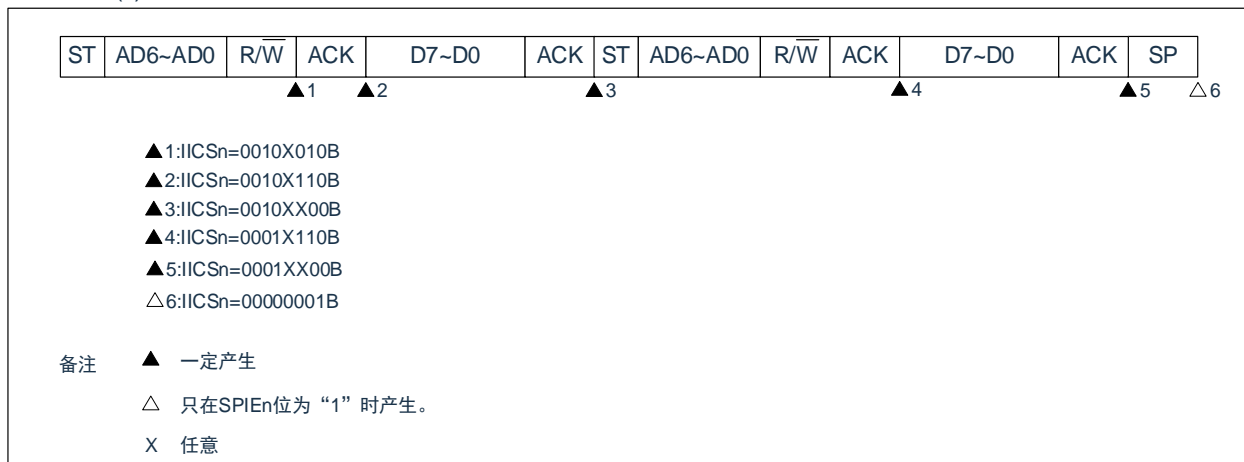 ST AD6~AD0 R/W̅ ACK D7~D0 ACK ST AD6~AD0 R/W̅ ACK D7~D0 ACK SP
▲1 ▲2 ▲3 ▲4 ▲5 △6
▲1:IICSn=0010X010B
▲2:IICSn=0010X110B
▲3:IICSn=0010XX00B
▲4:IICSn=0001X110B
▲5:IICSn=0001XX00B
△6:IICSn=00000001B
备注 ▲ 一定产生
△ 只在SPIEn位为“1”时产生。
X 任意